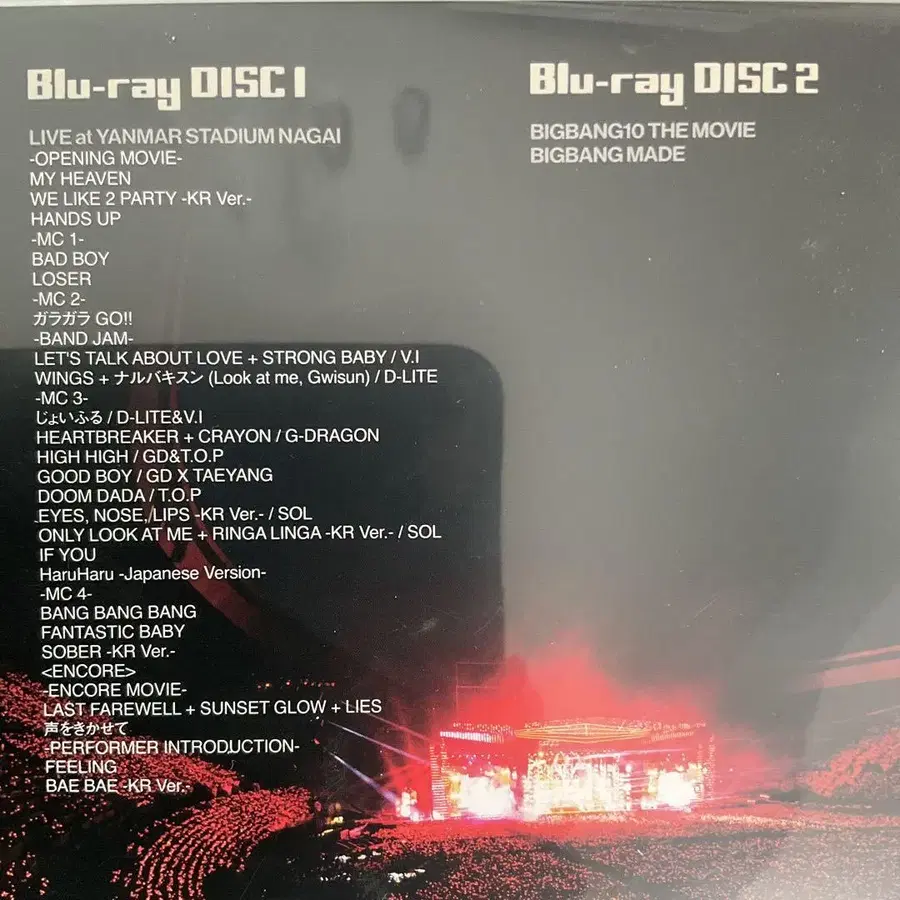 Blu-ray DISC 1
LIVE at YANMAR STADIUM NAGAI
-OPENING MOVIE-
MY HEAVEN
WE LIKE 2 PARTY -KR Ver.-
HANDS UP
-MC 1-
BAD BOY
LOSER
-MC 2-
ガラガラ GO!!
-BAND JAM-
LET'S TALK ABOUT LOVE + STRONG BABY / V.I
WINGS + ナルバキスン (Look at me, Gwisun) / D-LITE
-MC 3-
じょいふる / D-LITE&V.I
HEARTBREAKER + CRAYON / G-DRAGON
HIGH HIGH / GD&T.O.P
GOOD BOY / GD X TAEYANG
DOOM DADA / T.O.P
EYES, NOSE, LIPS -KR Ver.- / SOL
ONLY LOOK AT ME + RINGA LINGA -KR Ver.- / SOL
IF YOU
HaruHaru -Japanese Version-
-MC 4-
BANG BANG BANG
FANTASTIC BABY
SOBER -KR Ver.-
<ENCORE>
-ENCORE MOVIE-
LAST FAREWELL + SUNSET GLOW + LIES
声をきかせて
-PERFORMER INTRODUCTION-
FEELING
BAE BAE -KR Ver.-
Blu-ray DISC 2
BIGBANG10 THE MOVIE
BIGBANG MADE